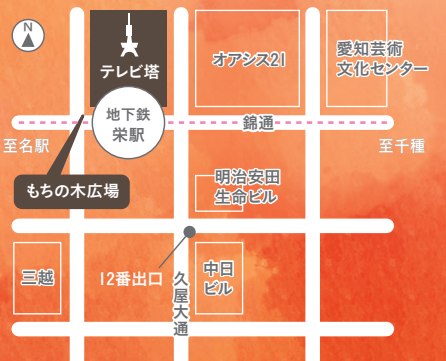 N
テレビ塔
オアシス21
愛知芸術
文化センター
地下鉄
栄駅
錦通
至名駅
至千種
もちの木広場
明治安田
生命ビル
三越
12番出口
久屋大通
中日
ビル